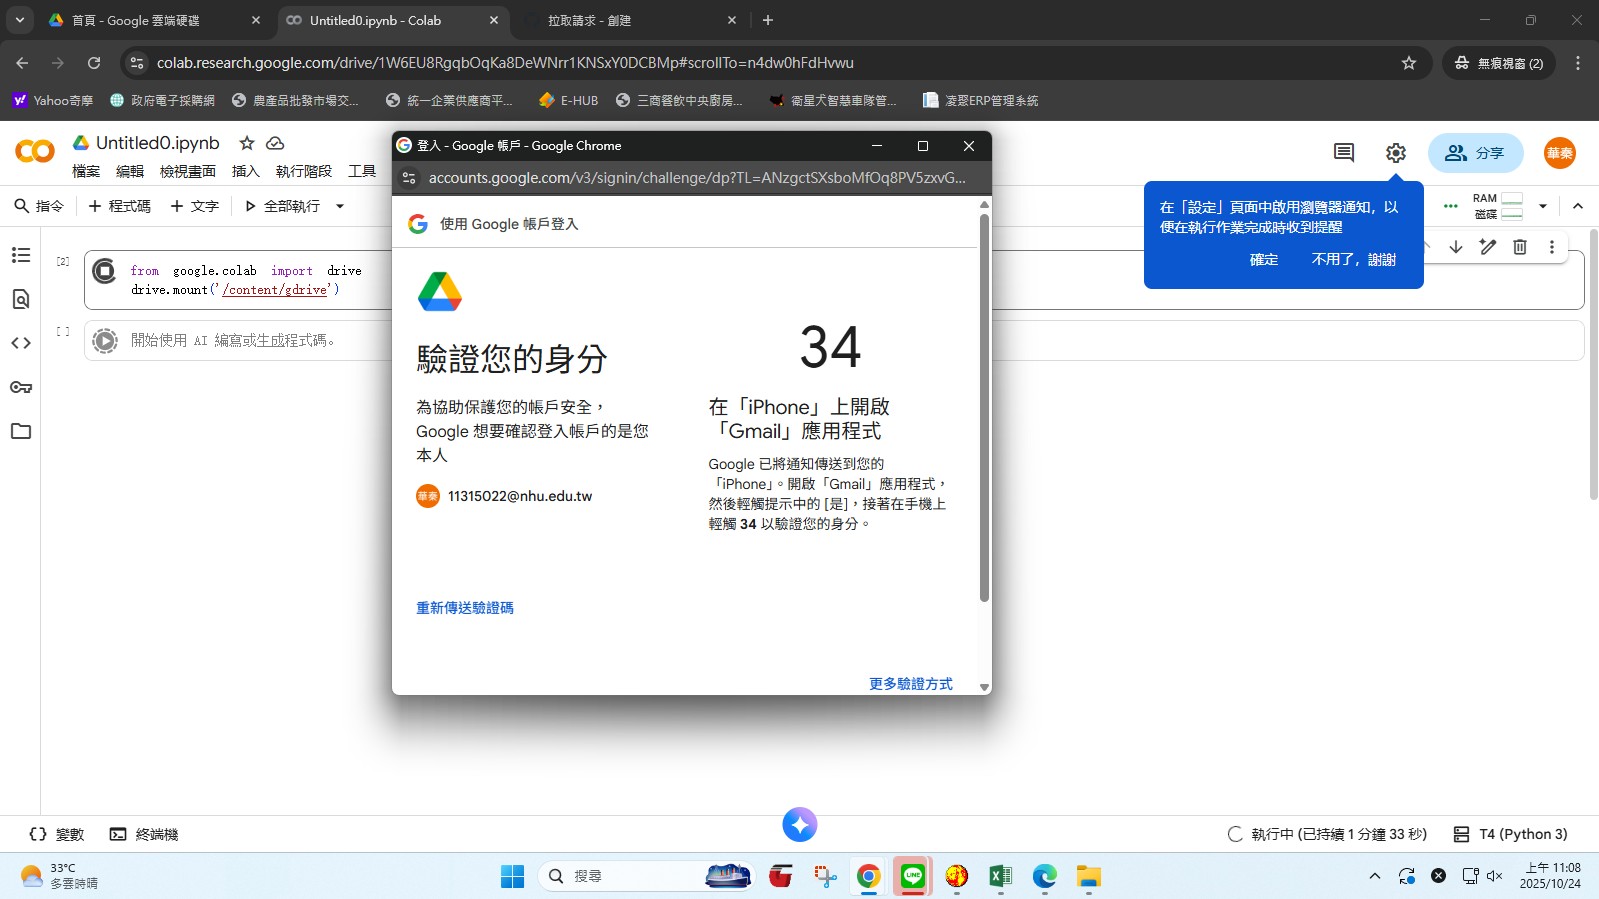 首頁 - Google 雲端硬碟
Untitled0.ipynb - Colab
拉取請求 - 創建
colab.research.google.com/drive/1W6EU8RgqbOqKa8DeWNrr1KNSxY0DCBMp#scrollTo=n4dw0hFdHvwu
無痕視窗 (2)
Yahoo奇摩
政府電子採購網
農產品批發市場交...
統一企業供應商平...
E-HUB
三商餐飲中央廚房...
衛星犬智慧車隊管...
凌聚ERP管理系統
Untitled0.ipynb
檔案 編輯 檢視畫面 插入 執行階段 工具
分享
華秦
指令 + 程式碼 + 文字 全部執行
RAM
磁碟
在「設定」頁面中啟用瀏覽器通知，以
便在執行作業完成時收到提醒
確定 不用了，謝謝
[2]
from google.colab import drive
drive.mount('/content/gdrive')
[ ]
開始使用 AI 編寫或生成程式碼。
登入 - Google 帳戶 - Google Chrome
accounts.google.com/v3/signin/challenge/dp?TL=ANzgctSXsboMfOq8PV5zxvG...
使用 Google 帳戶登入
驗證您的身分
為協助保護您的帳戶安全，
Google 想要確認登入帳戶的是您
本人
華秦 11315022@nhu.edu.tw
34
在「iPhone」上開啟
「Gmail」應用程式
Google 已將通知傳送到您的
「iPhone」。開啟「Gmail」應用程式，
然後輕觸提示中的 [是]，接著在手機上
輕觸 34 以驗證您的身分。
重新傳送驗證碼
更多驗證方式
變數 終端機
執行中 (已持續 1 分鐘 33 秒)
T4 (Python 3)
33°C
多雲時晴
搜尋
LINE
上午 11:08
2025/10/24